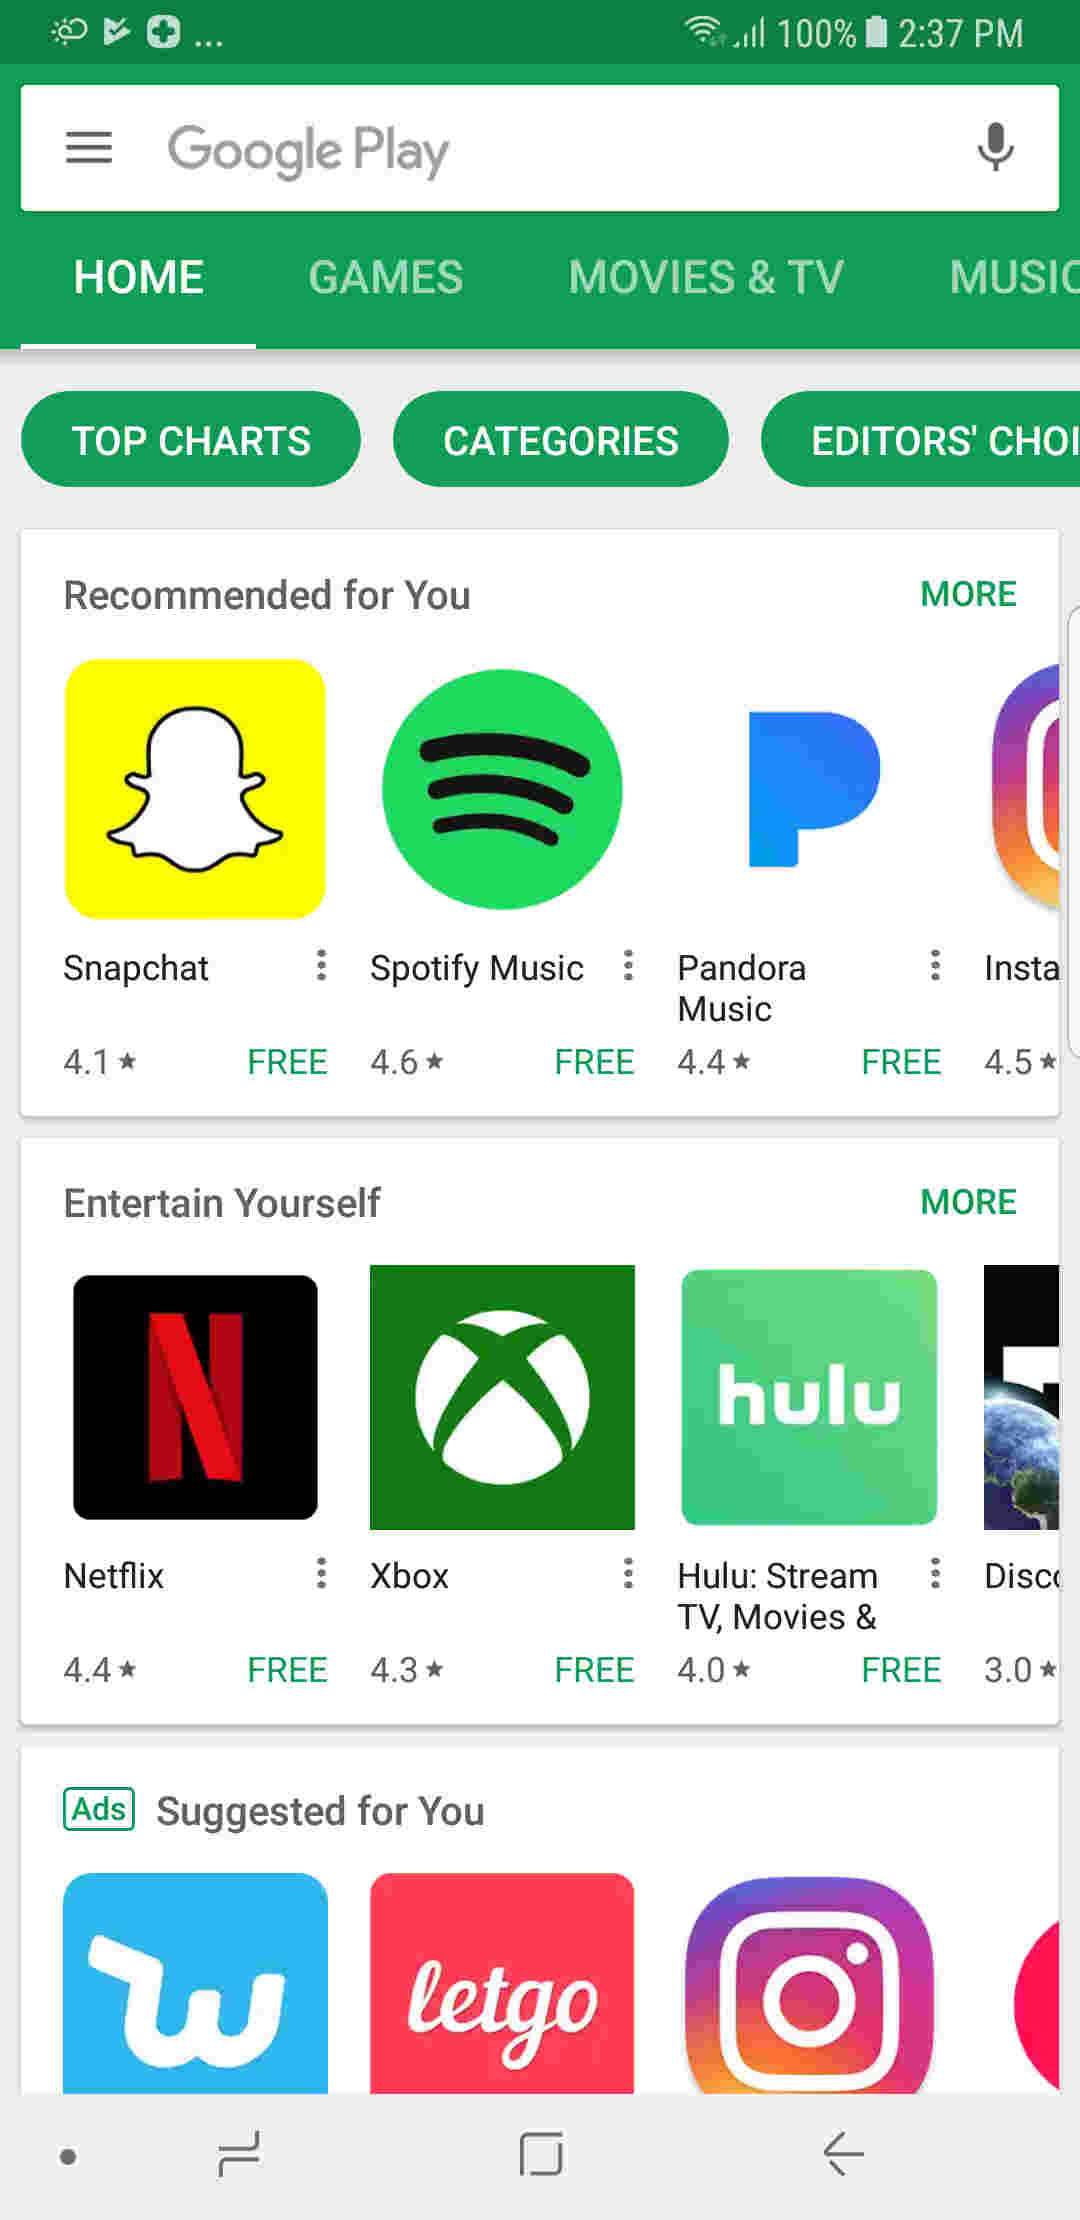 ... 100% 2:37 PM
Google Play
HOME GAMES MOVIES & TV MUSIC
TOP CHARTS CATEGORIES EDITORS' CHOI
Recommended for You MORE
Snapchat Spotify Music Pandora Insta
Music
4.1★ FREE 4.6★ FREE 4.4★ FREE 4.5★
Entertain Yourself MORE
hulu
Netflix Xbox Hulu: Stream Disco
TV, Movies &
4.4★ FREE 4.3★ FREE 4.0★ FREE 3.0★
Ads Suggested for You
letgo